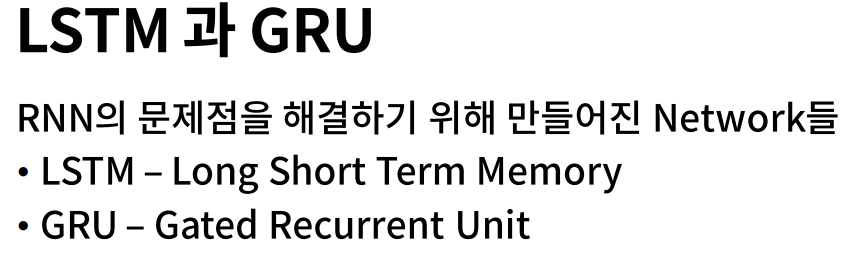 LSTM 과 GRU
RNN의 문제점을 해결하기 위해 만들어진 Network들
• LSTM – Long Short Term Memory
• GRU – Gated Recurrent Unit